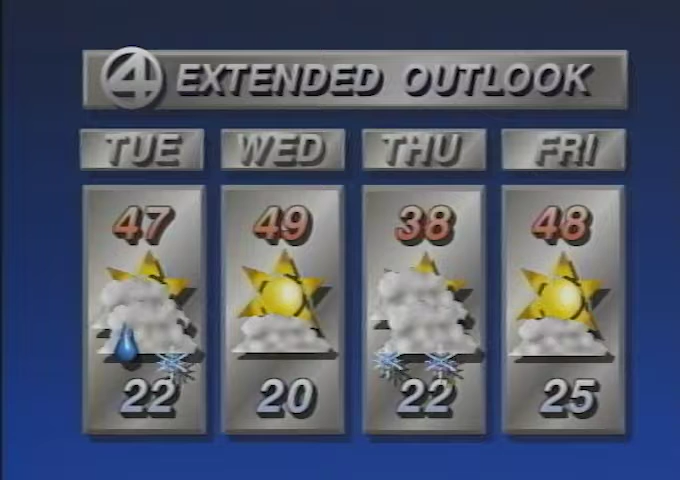 4 EXTENDED OUTLOOK
TUE WED THU FRI
47 49 38 48
22 20 22 25